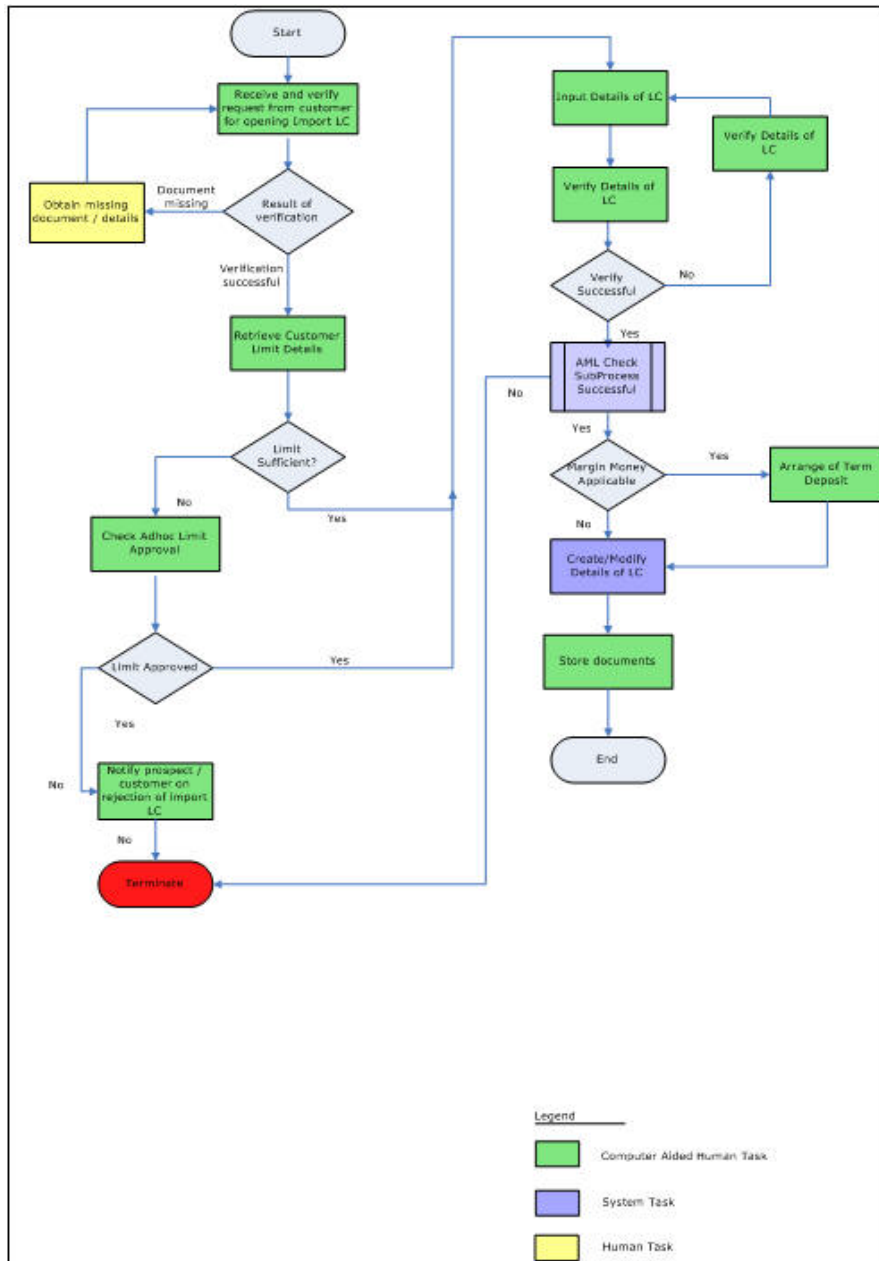 Start
Receive and verify
request from customer
for opening Import LC
Document
missing
Obtain missing
document / details
Result of
verification
Verification
successful
Retrieve Customer
Limit Details
Limit
Sufficient?
No
Yes
Check Adhoc Limit
Approval
Limit Approved
Yes
Yes
No
Notify prospect /
customer on
rejection of import
LC
No
Terminate
Input Details of LC
Verify Details of
LC
Verify Details of
LC
Verify
Successful
No
Yes
AML Check
SubProcess
Successful
No
Yes
Margin Money
Applicable
Yes
Arrange of Term
Deposit
No
Create/Modify
Details of LC
Store documents
End
Legend
Computer Aided Human Task
System Task
Human Task